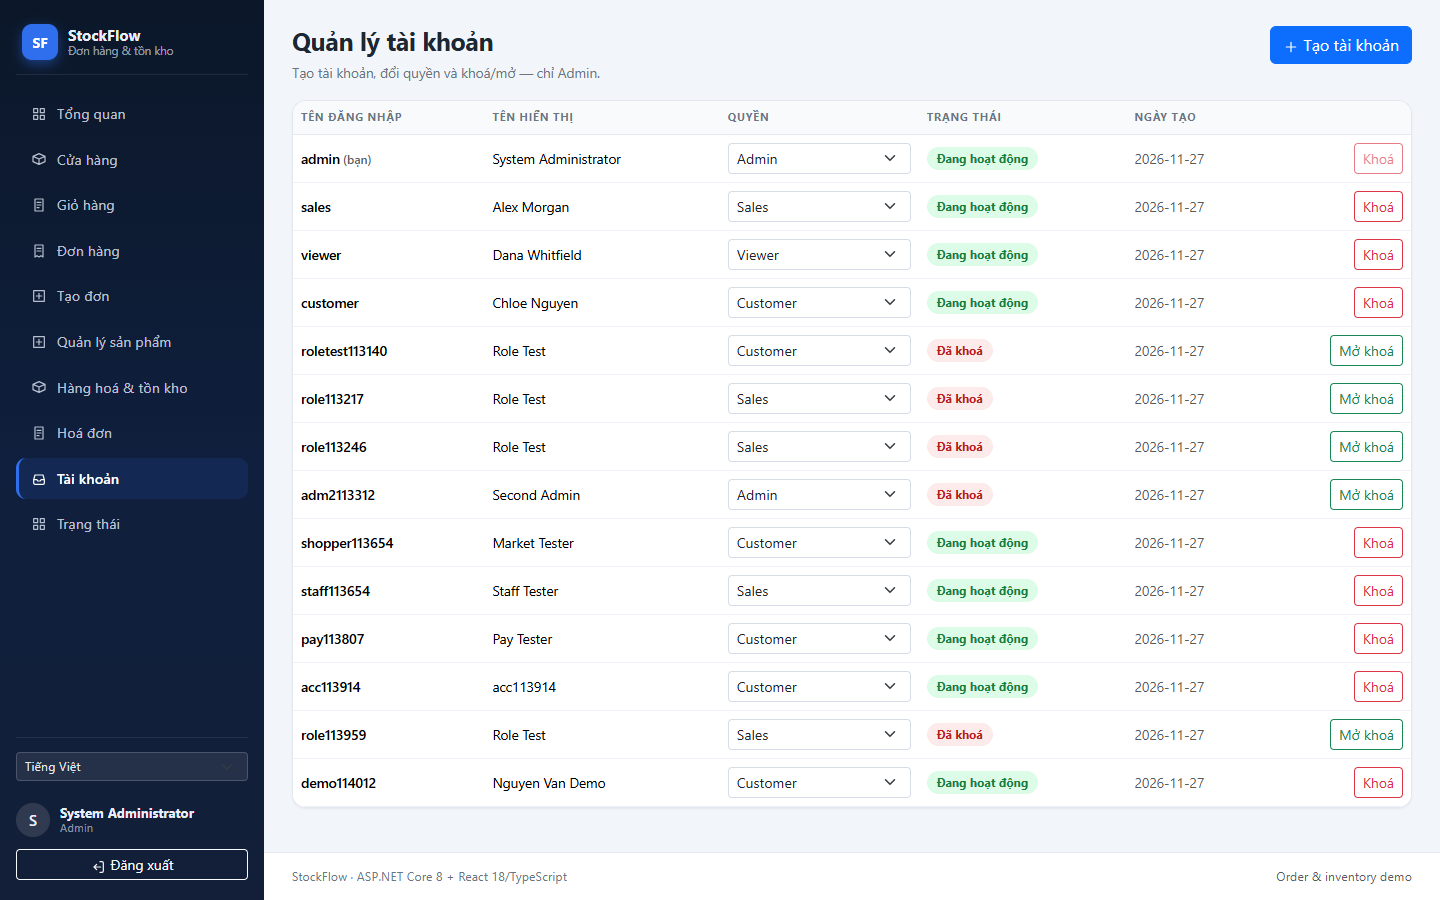 SF
StockFlow
Đơn hàng & tồn kho
Tổng quan
Cửa hàng
Giỏ hàng
Đơn hàng
Tạo đơn
Quản lý sản phẩm
Hàng hoá & tồn kho
Hoá đơn
Tài khoản
Trạng thái
Tiếng Việt
S
System Administrator
Admin
Đăng xuất
Quản lý tài khoản
Tạo tài khoản, đổi quyền và khoá/mở — chỉ Admin.
+ Tạo tài khoản
TÊN ĐĂNG NHẬP TÊN HIỂN THỊ QUYỀN TRẠNG THÁI NGÀY TẠO
admin (bạn) System Administrator Admin Đang hoạt động 2026-11-27 Khoá
sales Alex Morgan Sales Đang hoạt động 2026-11-27 Khoá
viewer Dana Whitfield Viewer Đang hoạt động 2026-11-27 Khoá
customer Chloe Nguyen Customer Đang hoạt động 2026-11-27 Khoá
roletest113140 Role Test Customer Đã khoá 2026-11-27 Mở khoá
role113217 Role Test Sales Đã khoá 2026-11-27 Mở khoá
role113246 Role Test Sales Đã khoá 2026-11-27 Mở khoá
adm2113312 Second Admin Admin Đã khoá 2026-11-27 Mở khoá
shopper113654 Market Tester Customer Đang hoạt động 2026-11-27 Khoá
staff113654 Staff Tester Sales Đang hoạt động 2026-11-27 Khoá
pay113807 Pay Tester Customer Đang hoạt động 2026-11-27 Khoá
acc113914 acc113914 Customer Đang hoạt động 2026-11-27 Khoá
role113959 Role Test Sales Đã khoá 2026-11-27 Mở khoá
demo114012 Nguyen Van Demo Customer Đang hoạt động 2026-11-27 Khoá
StockFlow · ASP.NET Core 8 + React 18/TypeScript
Order & inventory demo